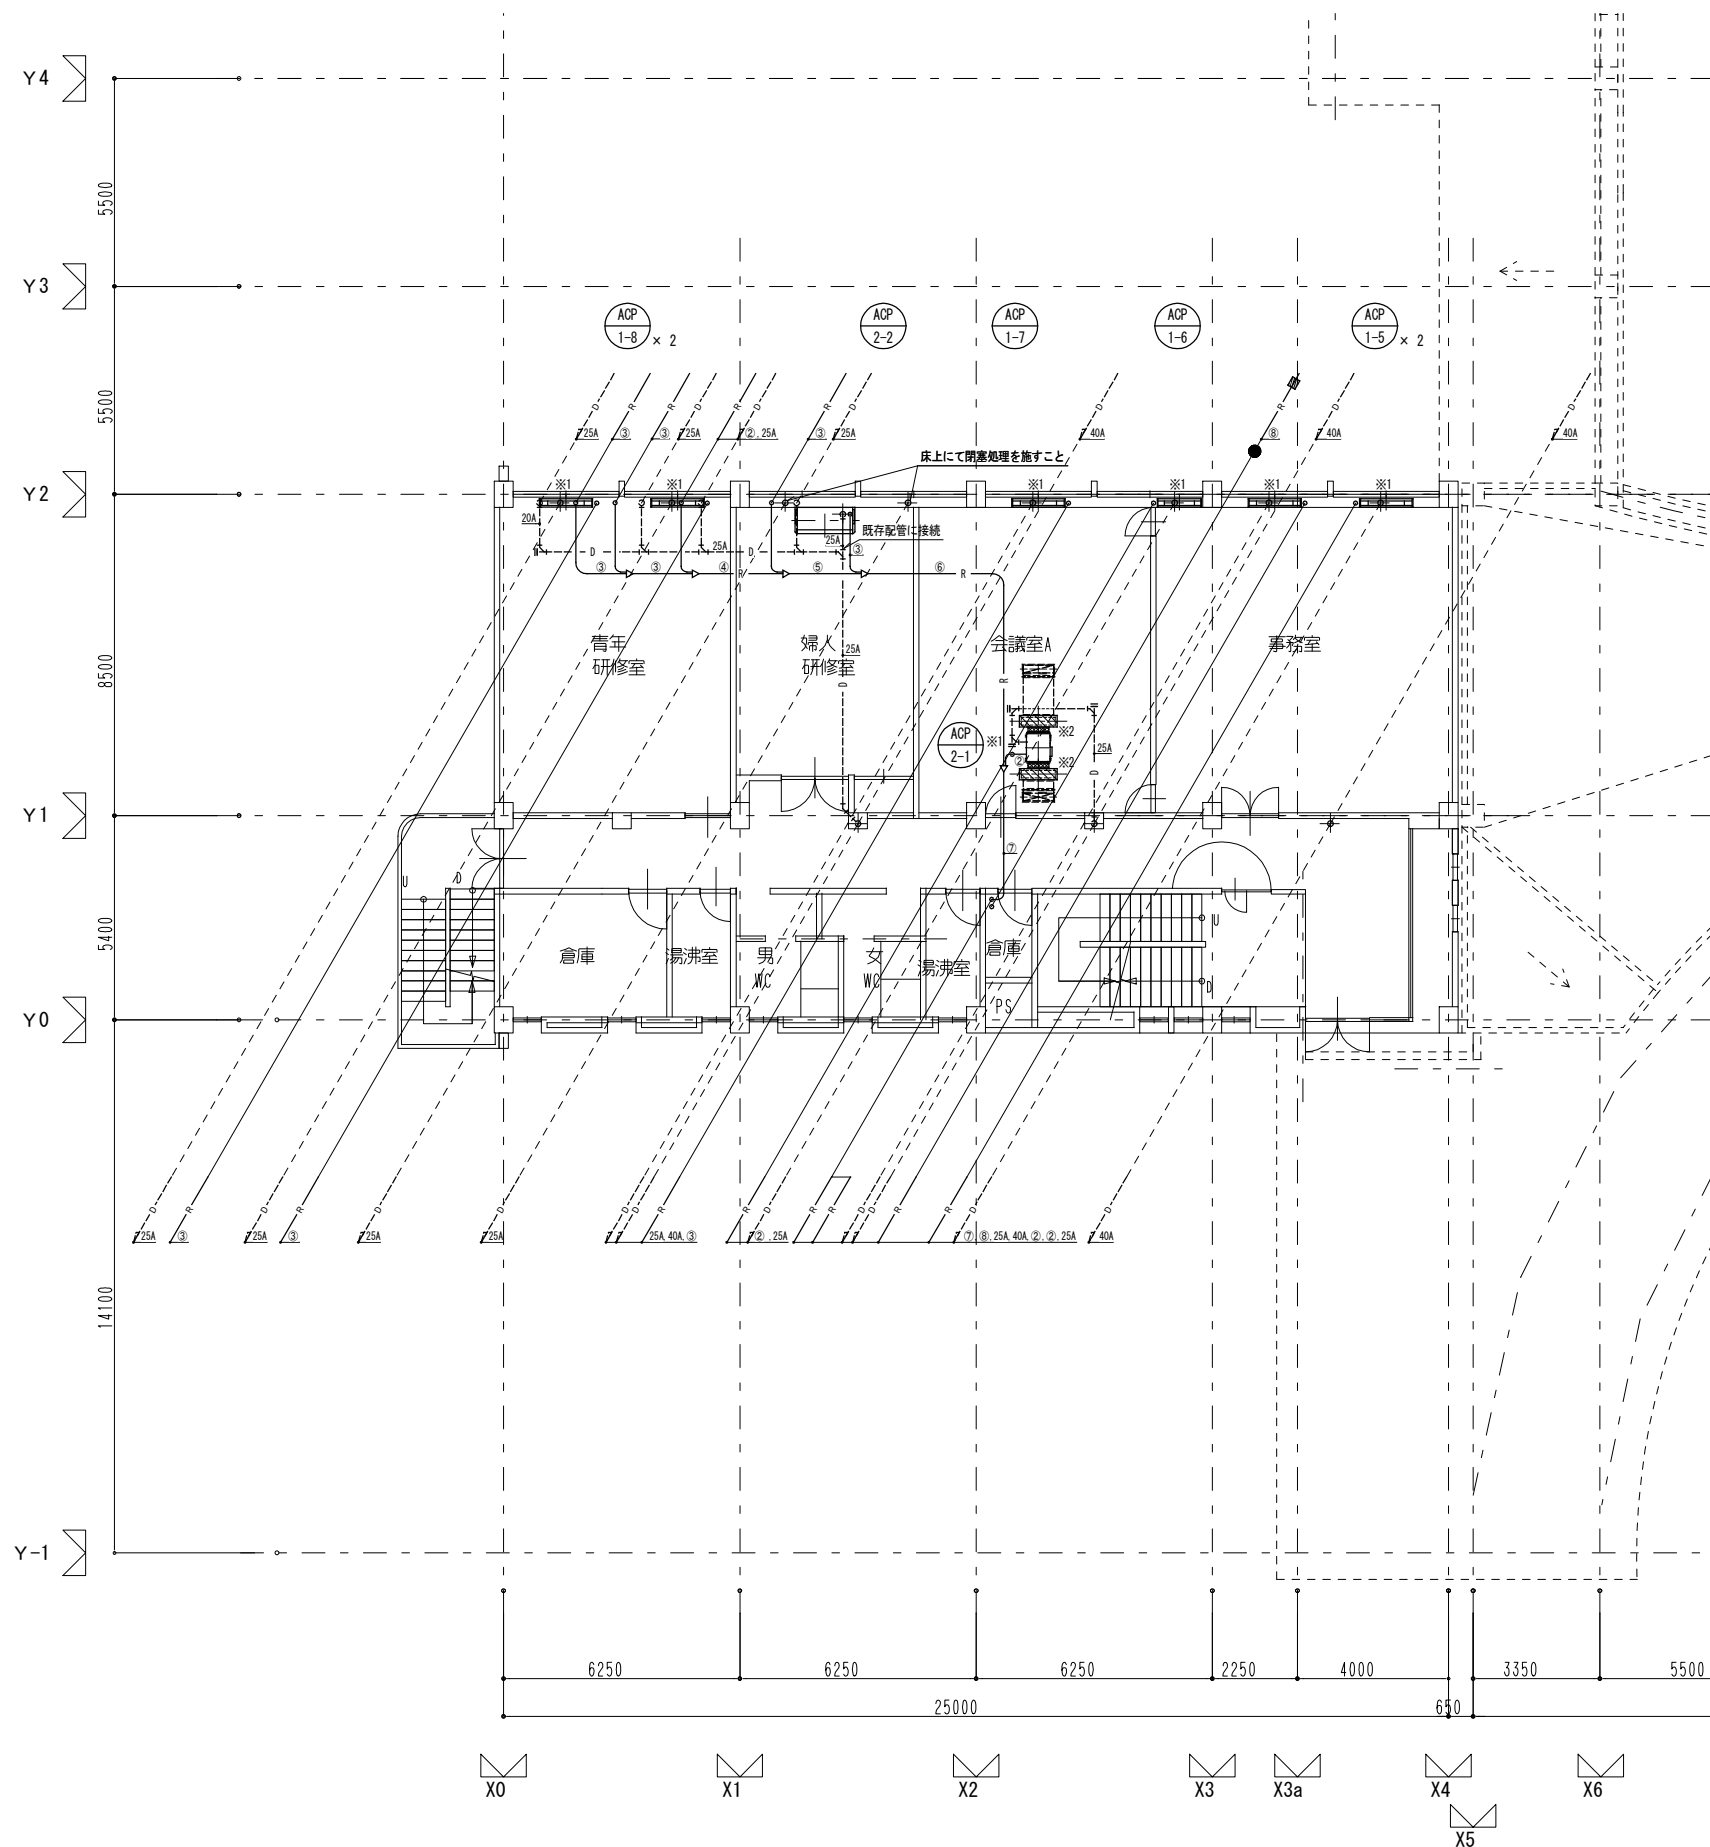 Y4
5500
Y3
ACP
1-8
× 2
ACP
2-2
ACP
1-7
ACP
1-6
ACP
1-5
× 2
5500
D
R
R
D
R
D
R
D
D
R
D
D
25A
③
③
25A
②,25A
③
25A
40A
⑧
40A
40A
床上にて閉塞処理を施すこと
Y2
※1
※1
※1
※1
※1
※1
20A
D
25A
D
25A
既存配管に接続
③
③
③
④
R
⑤
⑥
R
8500
青年
研修室
婦人
研修室
会議室A
事務室
25A
D
R
ACP
2-1
※1
※2
②
※2
25A
D
Y1
⑦
U
D
5400
倉庫
湯沸室
男
WC
女
WC
湯沸室
倉庫
PS
U
D
Y0
D
R
D
R
D
D
D
D
R
R
D
R
R
D
D
R
R
D
D
25A
③
25A
③
25A
25A
25A,40A,③
②,25A
⑦,⑧,25A,40A,②,②,25A
40A
14100
Y-1
6250
6250
6250
2250
4000
3350
5500
25000
650
X0
X1
X2
X3
X3a
X4
X6
X5